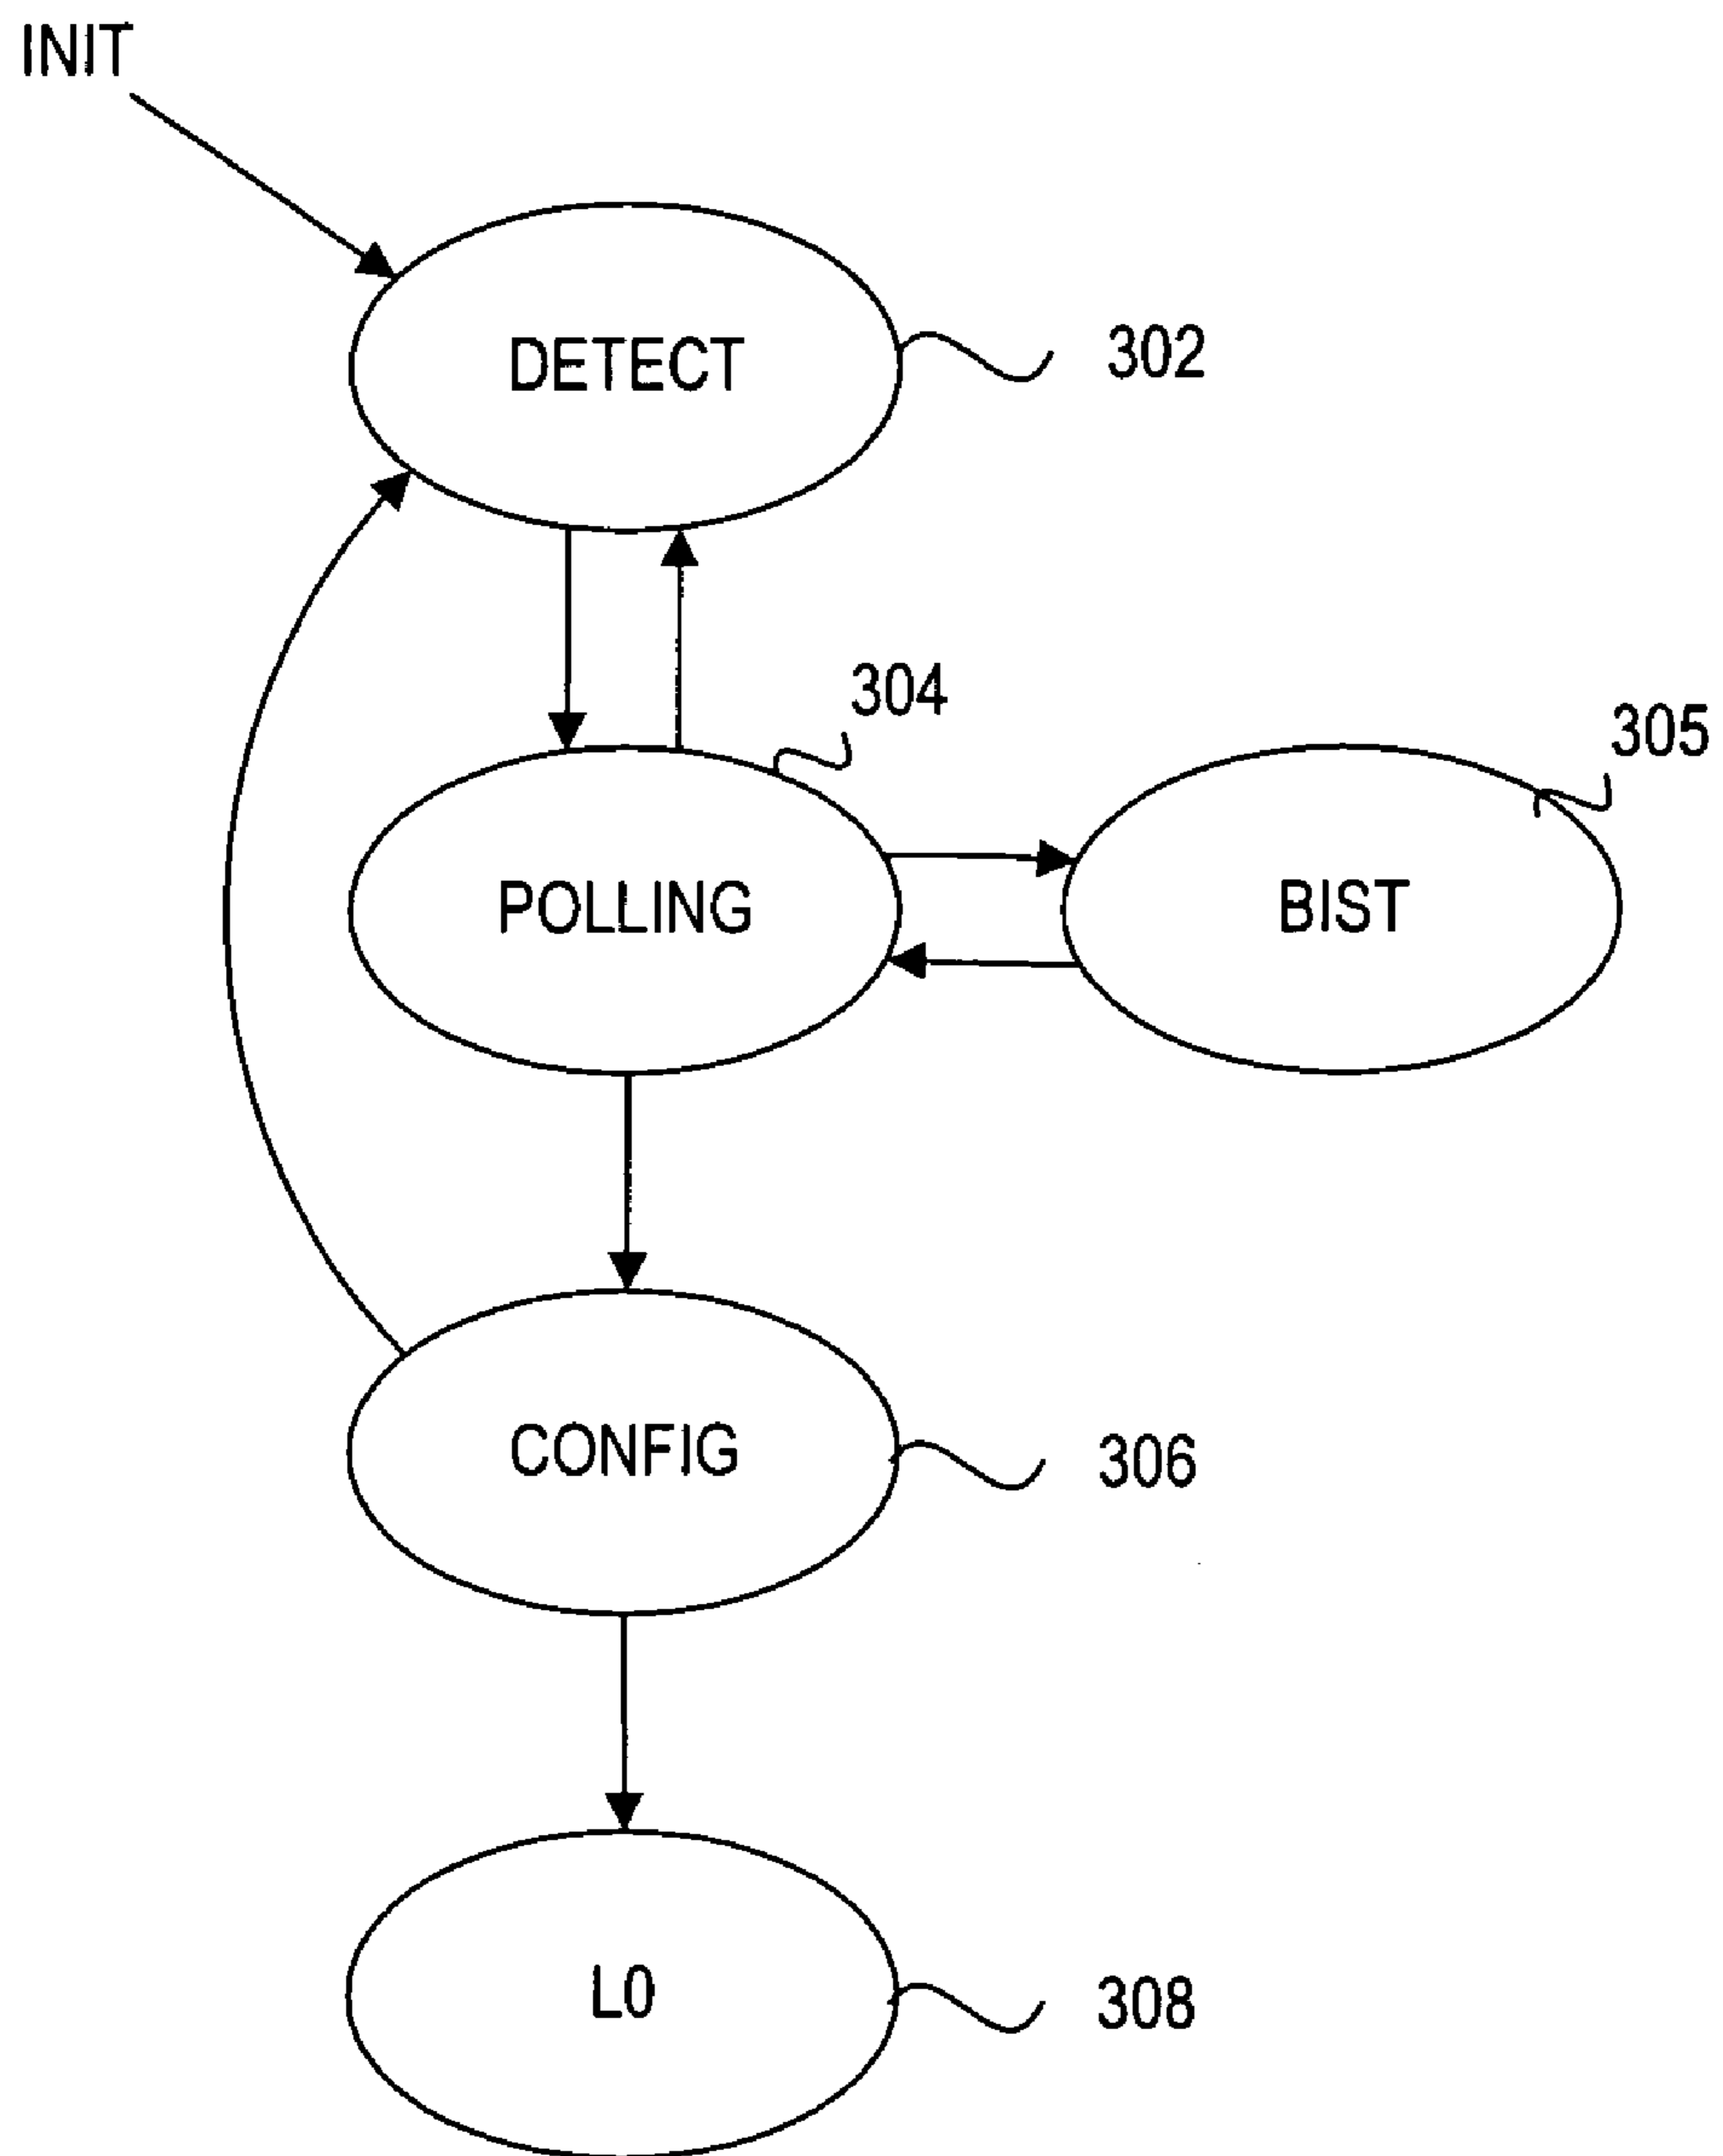 INIT
DETECT
302
304
305
POLLING
BIST
CONFIG
306
L0
308